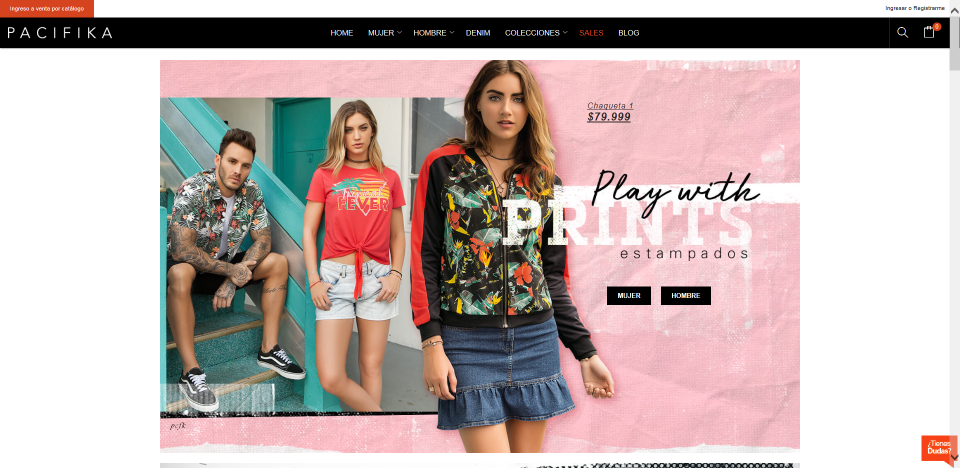 Ingreso a venta por catálogo
Ingresar o Registrarme
PACIFIKA
HOME MUJER HOMBRE DENIM COLECCIONES SALES BLOG
0
Chaqueta 1
$79.999
Play with
PRINTS
estampados
MUJER HOMBRE
FEVER
pcfk
¿Tienes
Dudas?